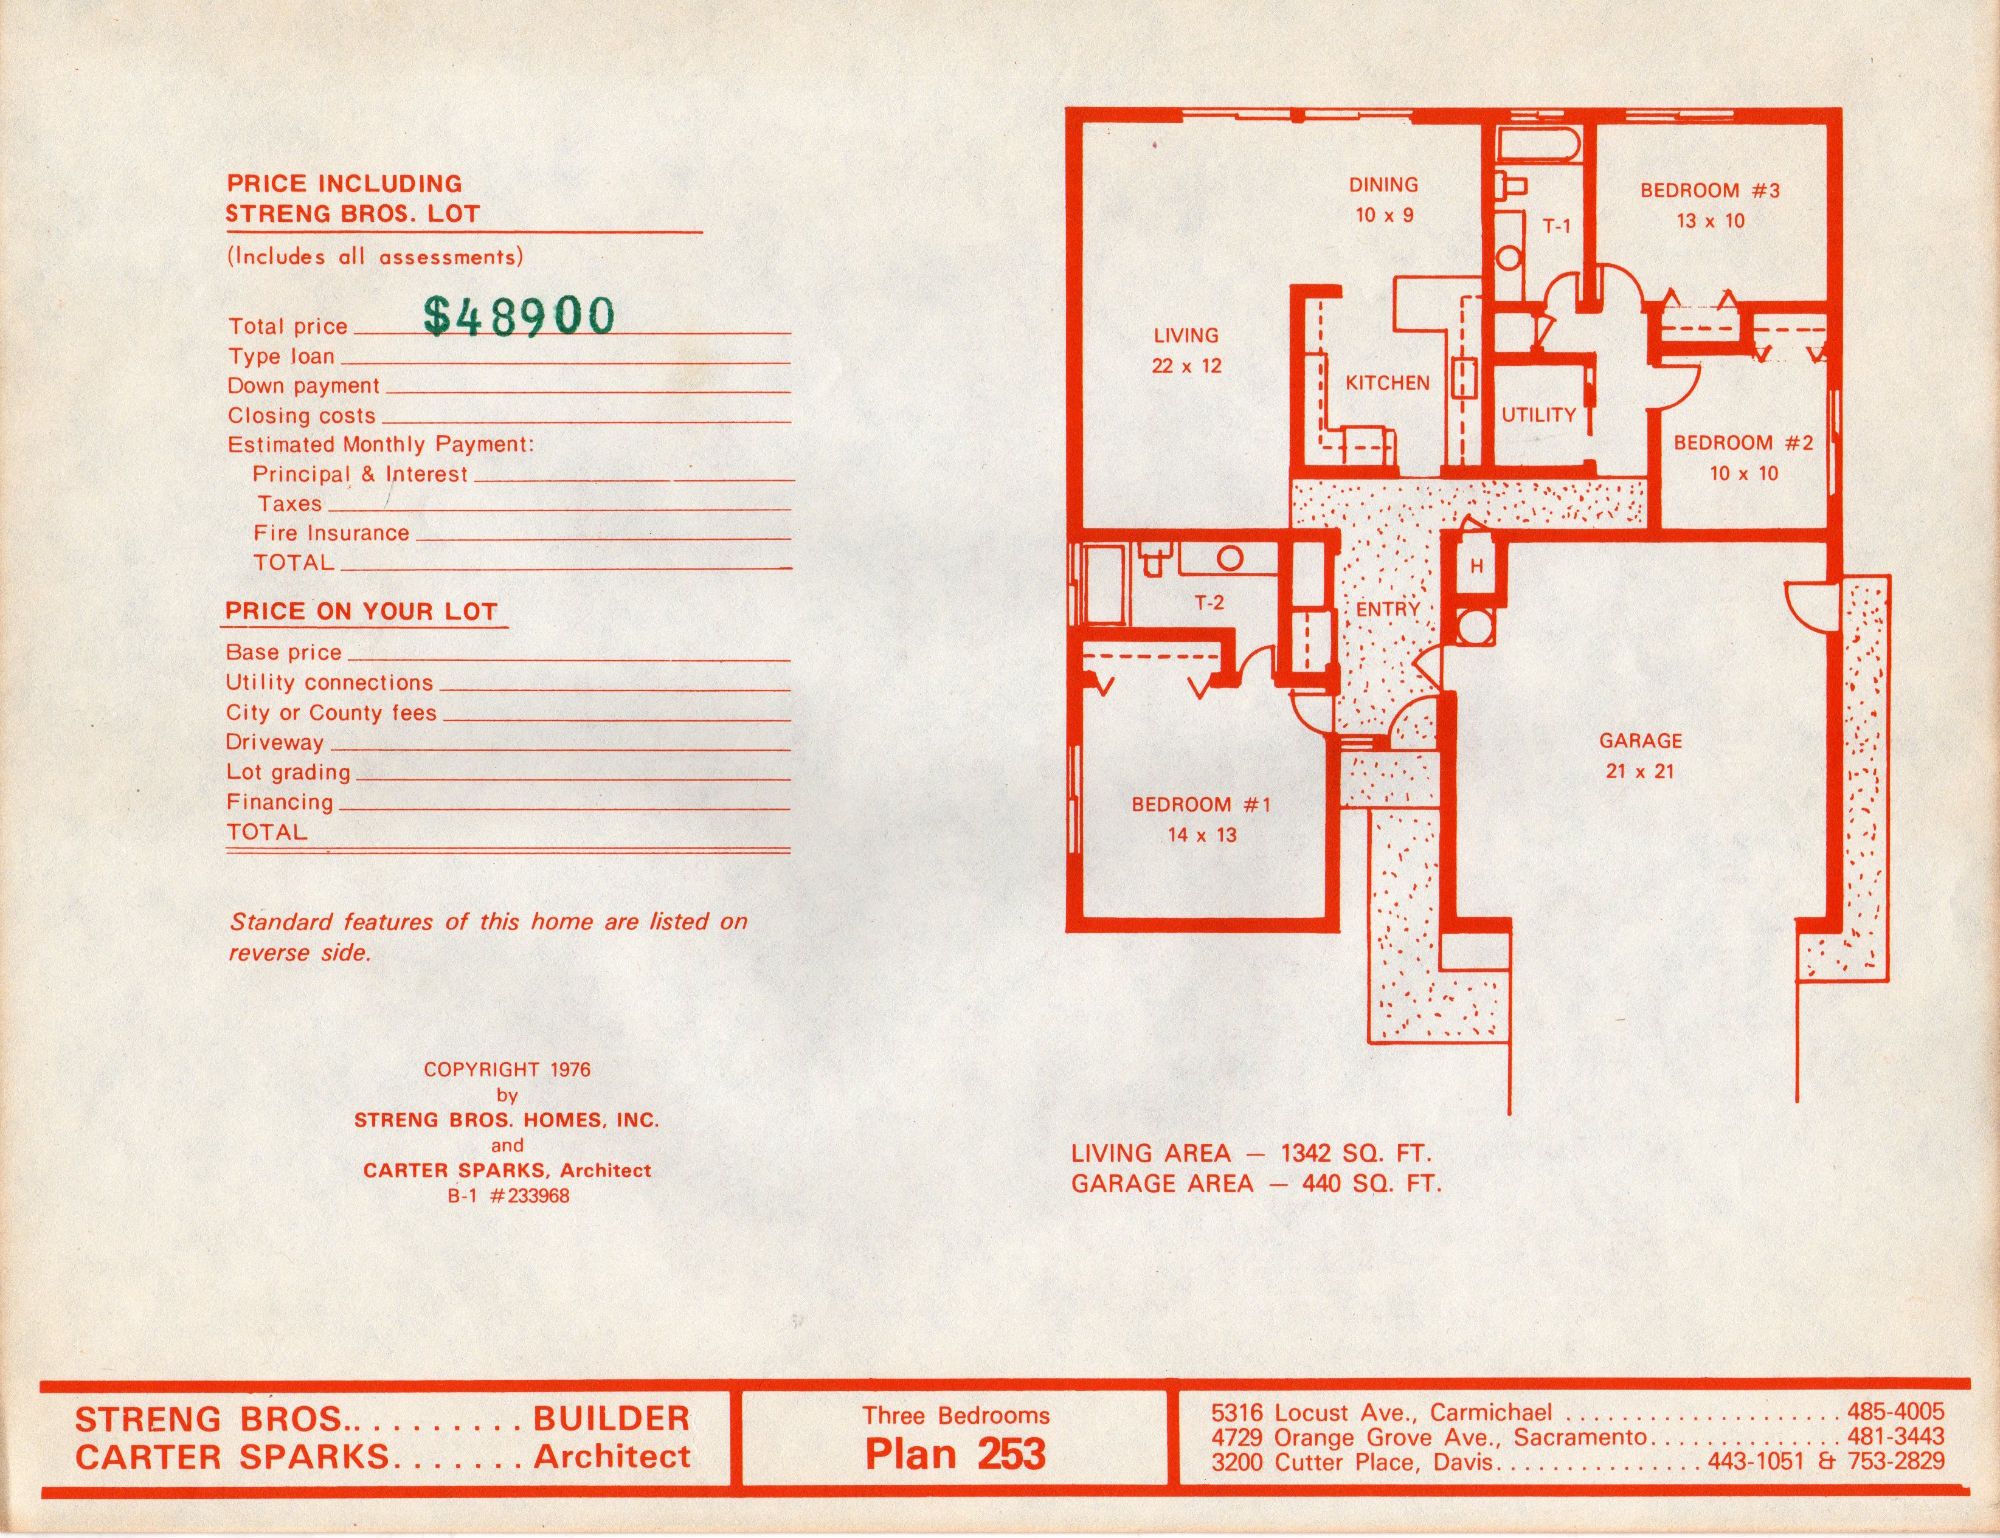 PRICE INCLUDING
STRENG BROS. LOT
(Includes all assessments)
Total price $48900
Type loan
Down payment
Closing costs
Estimated Monthly Payment:
Principal & Interest
Taxes
Fire Insurance
TOTAL
PRICE ON YOUR LOT
Base price
Utility connections
City or County fees
Driveway
Lot grading
Financing
TOTAL
Standard features of this home are listed on
reverse side.
COPYRIGHT 1976
by
STRENG BROS. HOMES, INC.
and
CARTER SPARKS, Architect
B-1 #233968
DINING
10 x 9
T-1
BEDROOM #3
13 x 10
LIVING
22 x 12
KITCHEN
UTILITY
BEDROOM #2
10 x 10
T-2
ENTRY
H
GARAGE
21 x 21
BEDROOM #1
14 x 13
LIVING AREA — 1342 SQ. FT.
GARAGE AREA — 440 SQ. FT.
STRENG BROS.. . . . . . . . . . BUILDER
CARTER SPARKS. . . . . . . Architect
Three Bedrooms
Plan 253
5316 Locust Ave., Carmichael . . . . . . . . . . . . . . . . . . . . 485-4005
4729 Orange Grove Ave., Sacramento. . . . . . . . . . . . . . 481-3443
3200 Cutter Place, Davis. . . . . . . . . . . . . . . 443-1051 & 753-2829